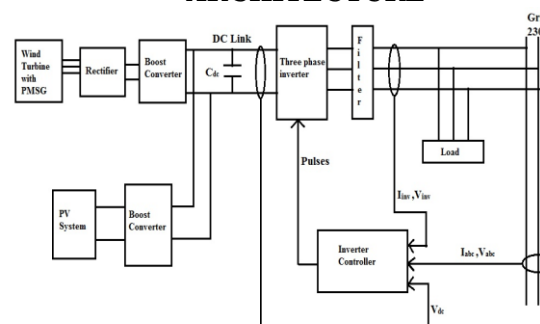 DC Link
Wind
Turbine
with
PMSG
Rectifier
Boost
Converter
Cdc
Three phase
inverter
F
i
l
t
e
r
Load
Pulses
Iinv,Vinv
PV
System
Boost
Converter
Inverter
Controller
Iabc,Vabc
Vdc